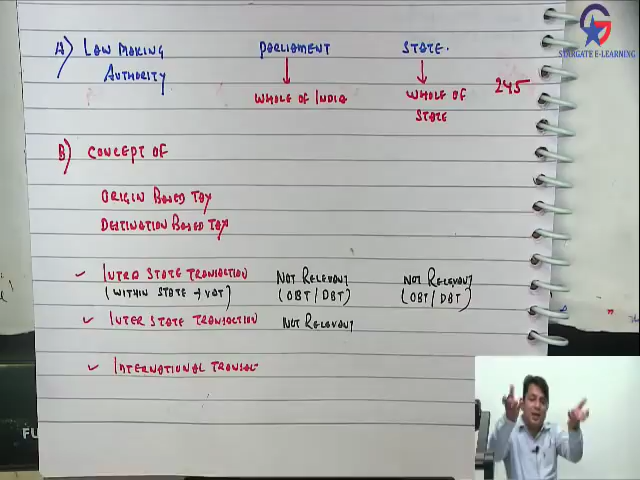 STARGATE E-LEARNING
A) LAW MAKING PARLIAMENT STATE.
AUTHORITY
WHOLE OF INDIA WHOLE OF 245
STATE
B) CONCEPT OF
ORIGIN BASED TAX
DESTINATION BASED TAX
✓ INTRA STATE TRANSACTION NOT RELEVANT NOT RELEVANT
(WITHIN STATE → VAT) (OBT/DBT) (OBT/DBT)
✓ INTER STATE TRANSACTION NOT RELEVANT
✓ INTERNATIONAL TRANSAC
FU